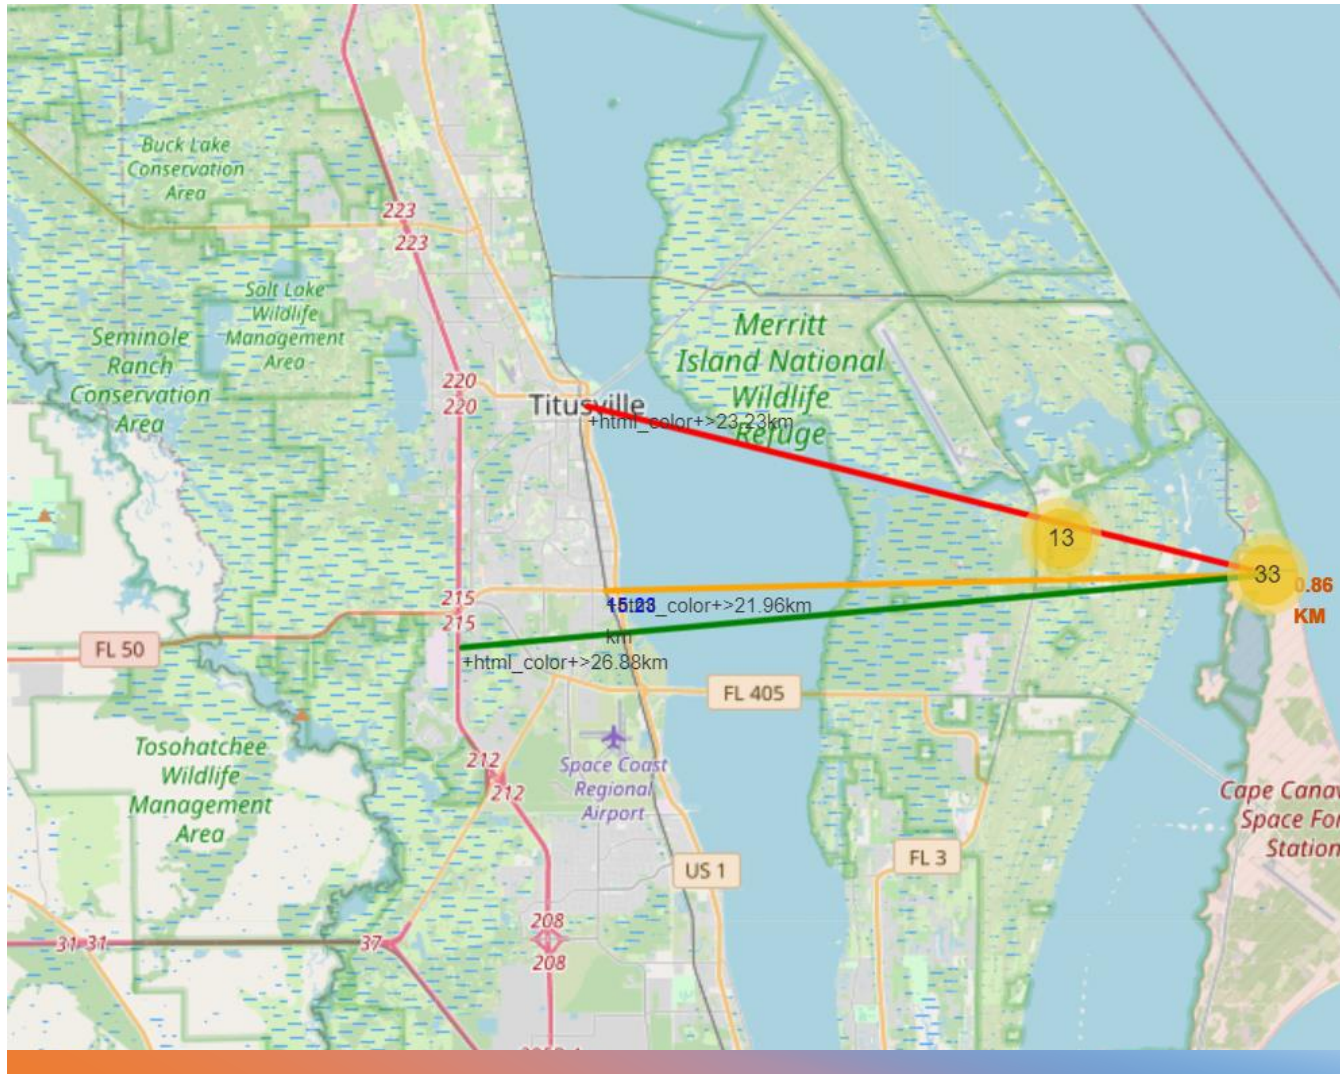 Buck Lake
Conservation
Area
223
223
Salt Lake
Wildlife
Management
Area
Seminole
Ranch
Conservation
Area
Merritt
Island National
Wildlife
Refuge
220
220
Titusville
+html_color+>23.23km
13
33
0.86
KM
215
215
15.23
km
+html_color+>21.96km
FL 50
+html_color+>26.88km
FL 405
Tosohatchee
Wildlife
Management
Area
212
212
Space Coast
Regional
Airport
Cape Canav
Space For
Station
US 1
FL 3
208
208
31
31
37